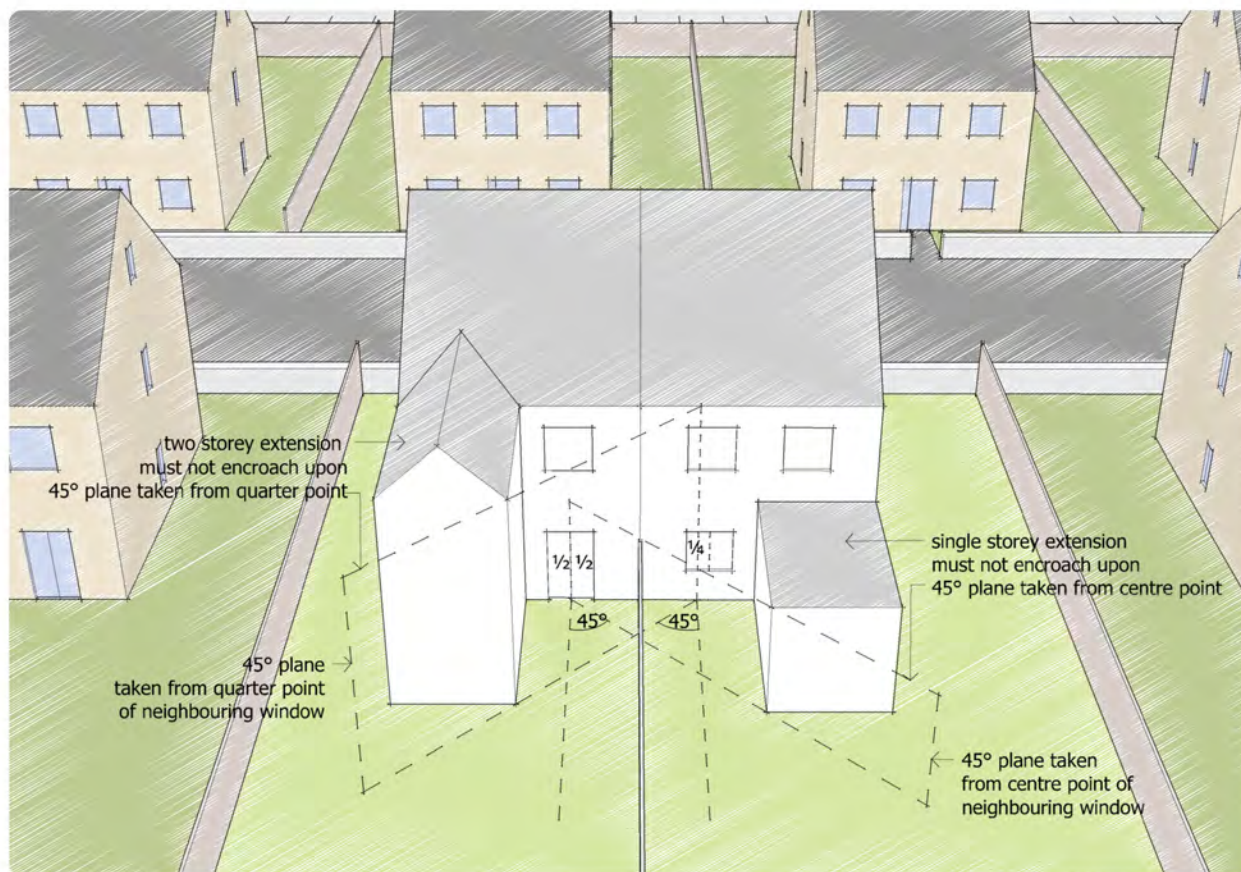 two storey extension
must not encroach upon
45° plane taken from quarter point
single storey extension
must not encroach upon
45° plane taken from centre point
½ ½
¼
45°
45°
45° plane
taken from quarter point
of neighbouring window
45° plane taken
from centre point of
neighbouring window